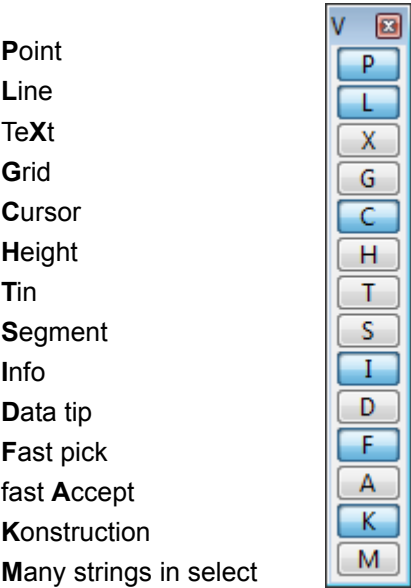 V
Point P
Line L
TeXt X
Grid G
Cursor C
Height H
Tin T
Segment S
Info I
Data tip D
Fast pick F
fast Accept A
Konstruction K
Many strings in select M